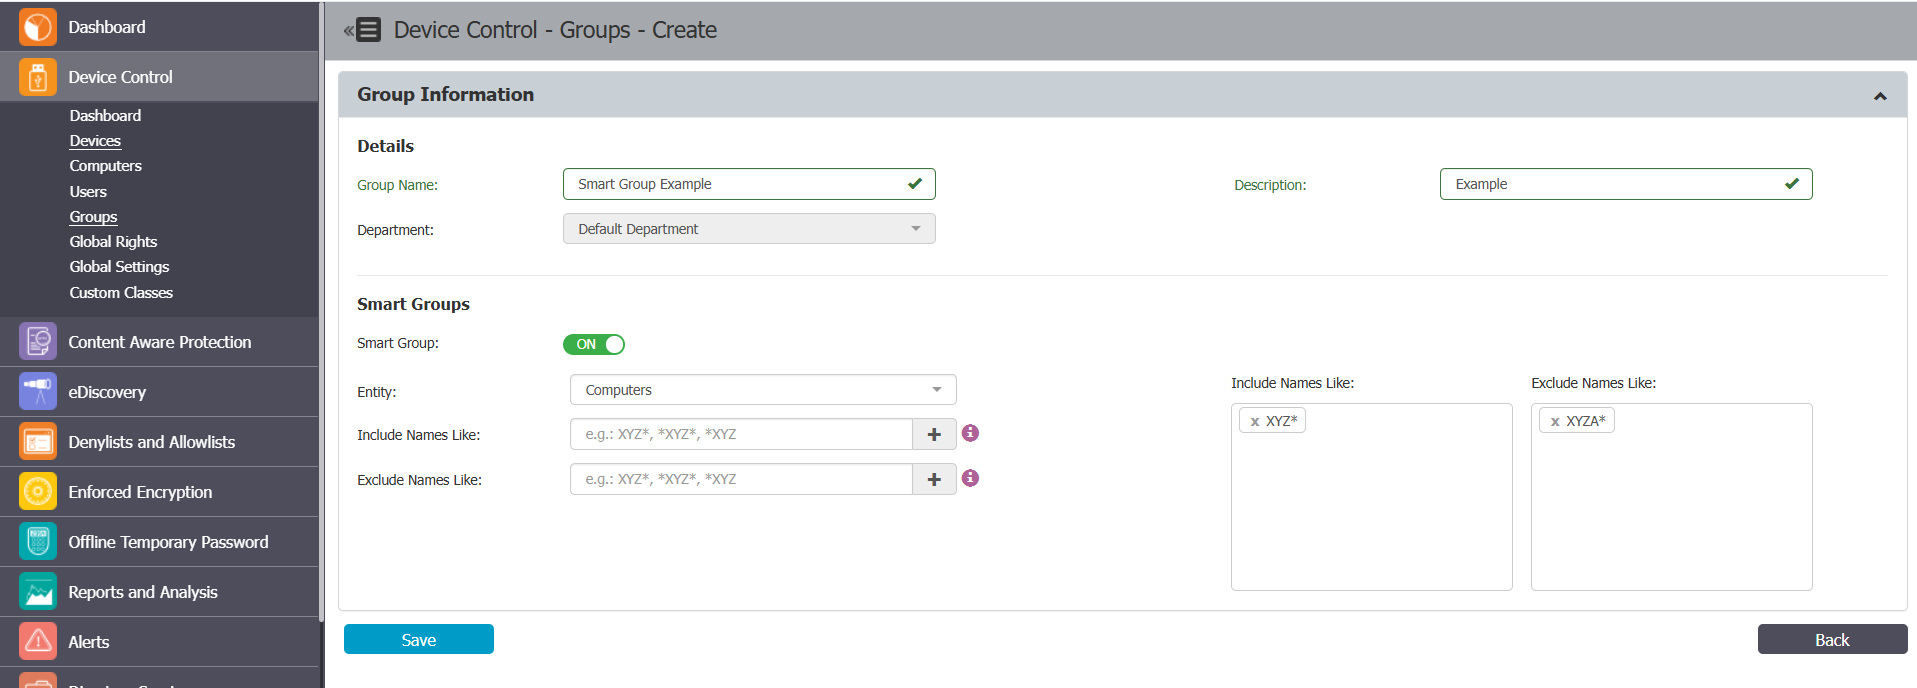 Dashboard
Device Control
Dashboard
Devices
Computers
Users
Groups
Global Rights
Global Settings
Custom Classes
Content Aware Protection
eDiscovery
Denylists and Allowlists
Enforced Encryption
Offline Temporary Password
Reports and Analysis
Alerts
Device Control - Groups - Create
Group Information
Details
Group Name: Smart Group Example
Description: Example
Department: Default Department
Smart Groups
Smart Group: ON
Entity: Computers
Include Names Like: e.g.: XYZ*, *XYZ*, *XYZ
Exclude Names Like: e.g.: XYZ*, *XYZ*, *XYZ
Include Names Like:
x XYZ*
Exclude Names Like:
x XYZA*
Save
Back